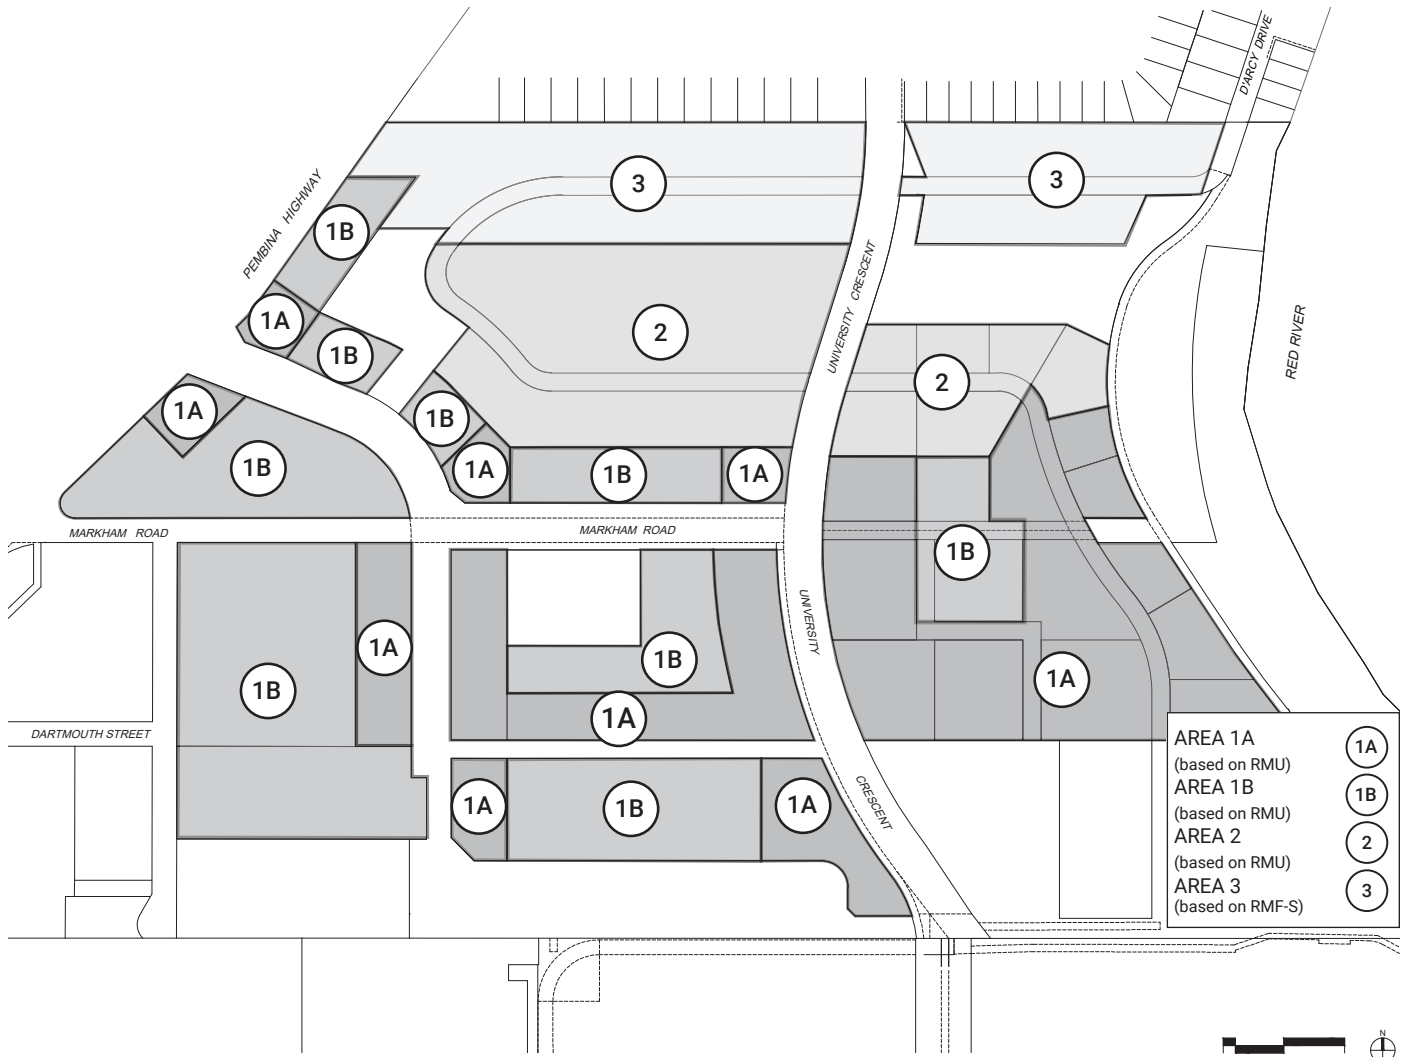 D'ARCY DRIVE
3
3
PEMBINA HIGHWAY
1B
1A
1B
UNIVERSITY CRESCENT
RED RIVER
2
2
1A
1B
1B
1A
1B
1A
MARKHAM ROAD
MARKHAM ROAD
1B
UNIVERSITY
1A
1B
1B
1A
1A
DARTMOUTH STREET
CRESCENT
1A
1B
1A
AREA 1A
(based on RMU)
1A
AREA 1B
(based on RMU)
1B
AREA 2
(based on RMU)
2
AREA 3
(based on RMF-S)
3
N